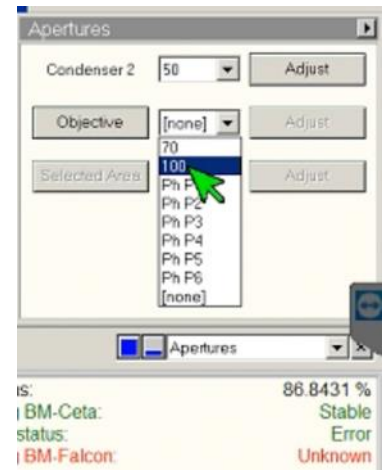 Apertures
Condenser 2 50 Adjust
Objective [none] Adjust
70
100
Selected Area Adjust
Ph P2
Ph P3
Ph P4
Ph P5
Ph P6
[none]
Apertures
86.8431 %
BM-Ceta: Stable
status: Error
BM-Falcon: Unknown